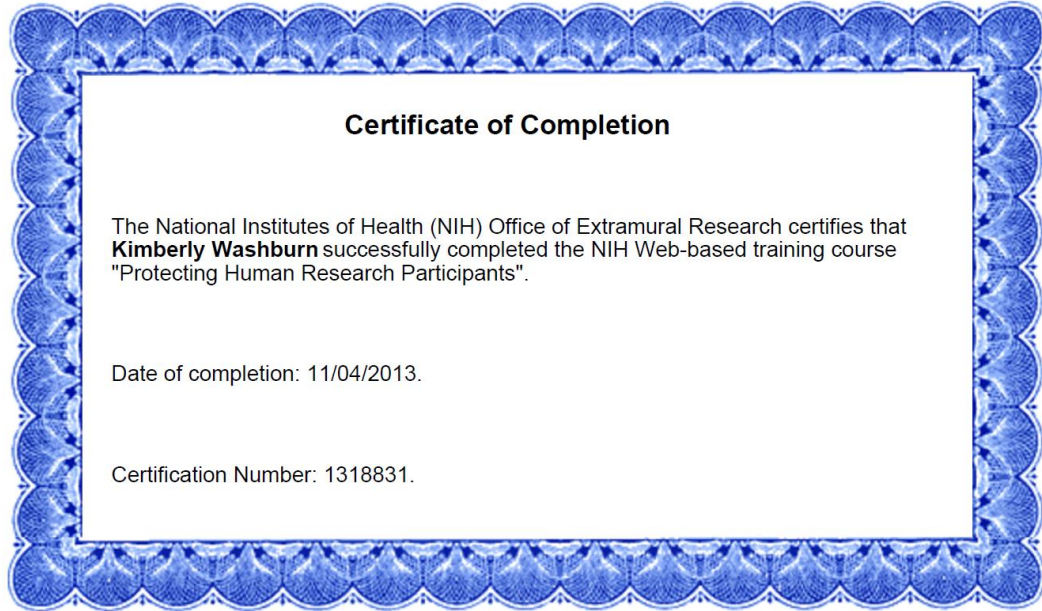 Certificate of Completion
The National Institutes of Health (NIH) Office of Extramural Research certifies that
Kimberly Washburn successfully completed the NIH Web-based training course
"Protecting Human Research Participants".
Date of completion: 11/04/2013.
Certification Number: 1318831.